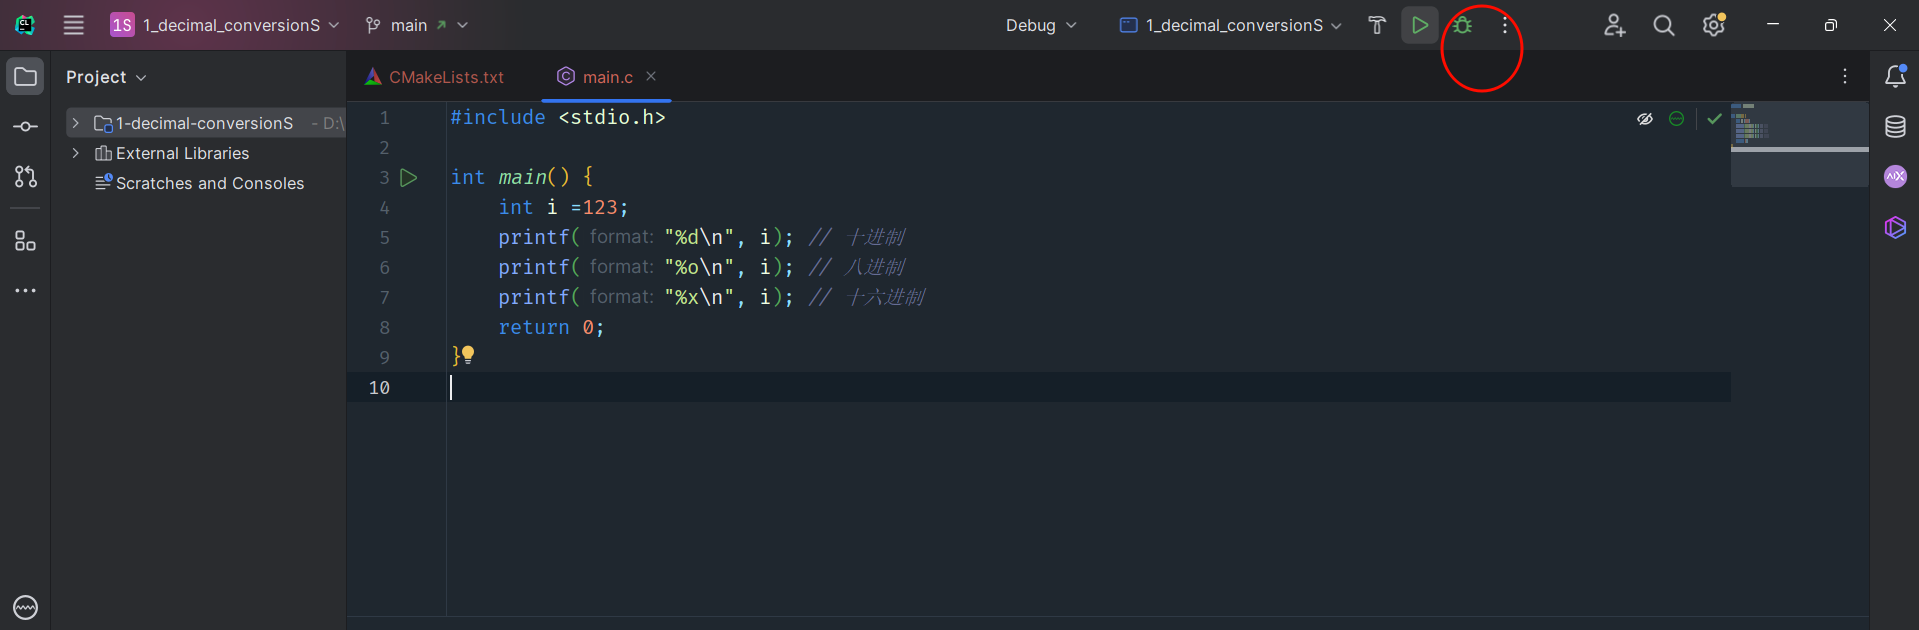 1S 1_decimal_conversionS main Debug 1_decimal_conversionS
Project
CMakeLists.txt main.c
1-decimal-conversionS - D:\
External Libraries
Scratches and Consoles
1 #include <stdio.h>
2
3 int main() {
4 int i =123;
5 printf( format: "%d\n", i); // 十进制
6 printf( format: "%o\n", i); // 八进制
7 printf( format: "%x\n", i); // 十六进制
8 return 0;
9 }
10